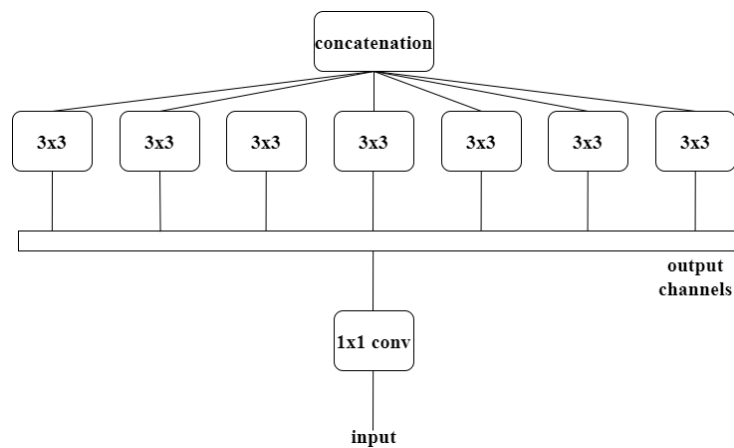 concatenation
3x3 3x3 3x3 3x3 3x3 3x3 3x3
output
channels
1x1 conv
input